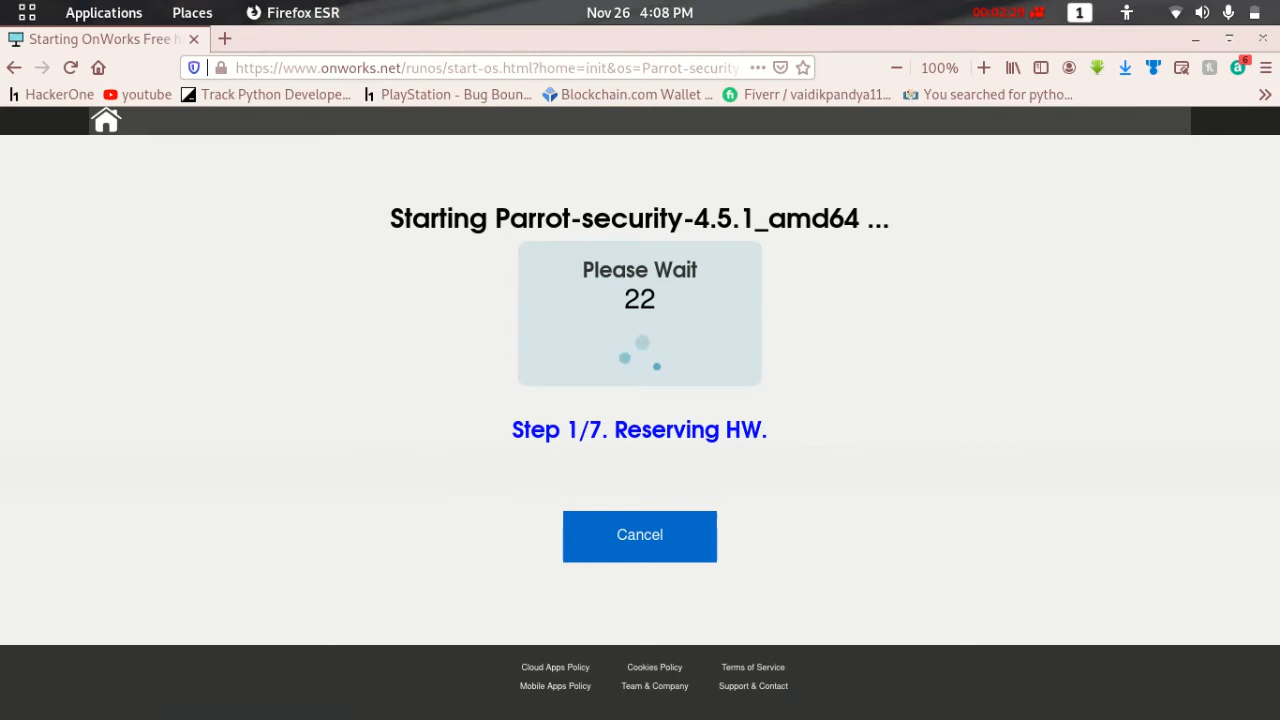 Applications Places Firefox ESR Nov 26 4:08 PM 1
Starting OnWorks Free h
https://www.onworks.net/runos/start-os.html?home=init&os=Parrot-security 100% 6
HackerOne youtube Track Python Develope... PlayStation - Bug Boun... Blockchain.com Wallet ... Fiverr / vadikpandya11... You searched for pytho...
Starting Parrot-security-4.5.1_amd64 ...
Please Wait
22
Step 1/7. Reserving HW.
Cancel
Cloud Apps Policy Cookies Policy Terms of Service
Mobile Apps Policy Team & Company Support & Contact